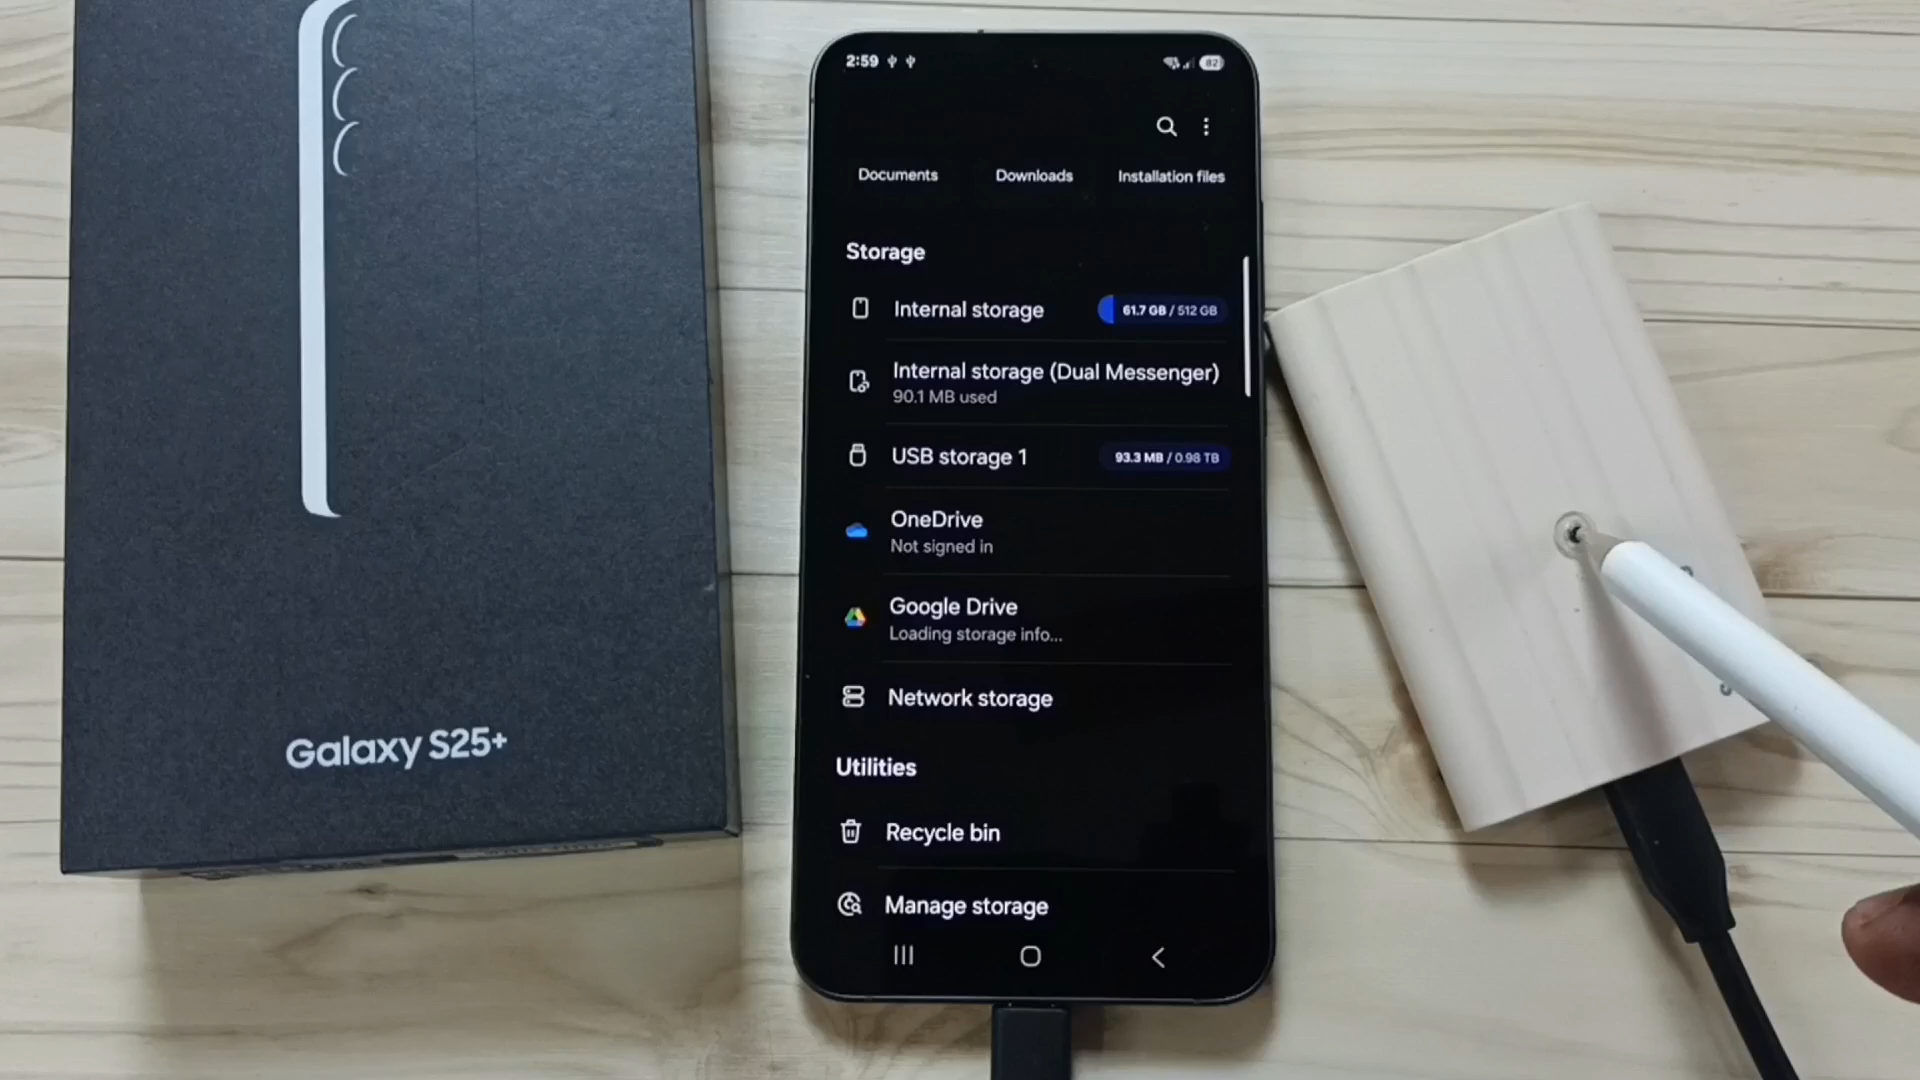 2:59
82
Documents
Downloads
Installation files
Storage
Internal storage
61.7 GB / 512 GB
Internal storage (Dual Messenger)
90.1 MB used
USB storage 1
93.3 MB / 0.98 TB
OneDrive
Not signed in
Google Drive
Loading storage info...
Network storage
Utilities
Recycle bin
Manage storage
Galaxy S25+